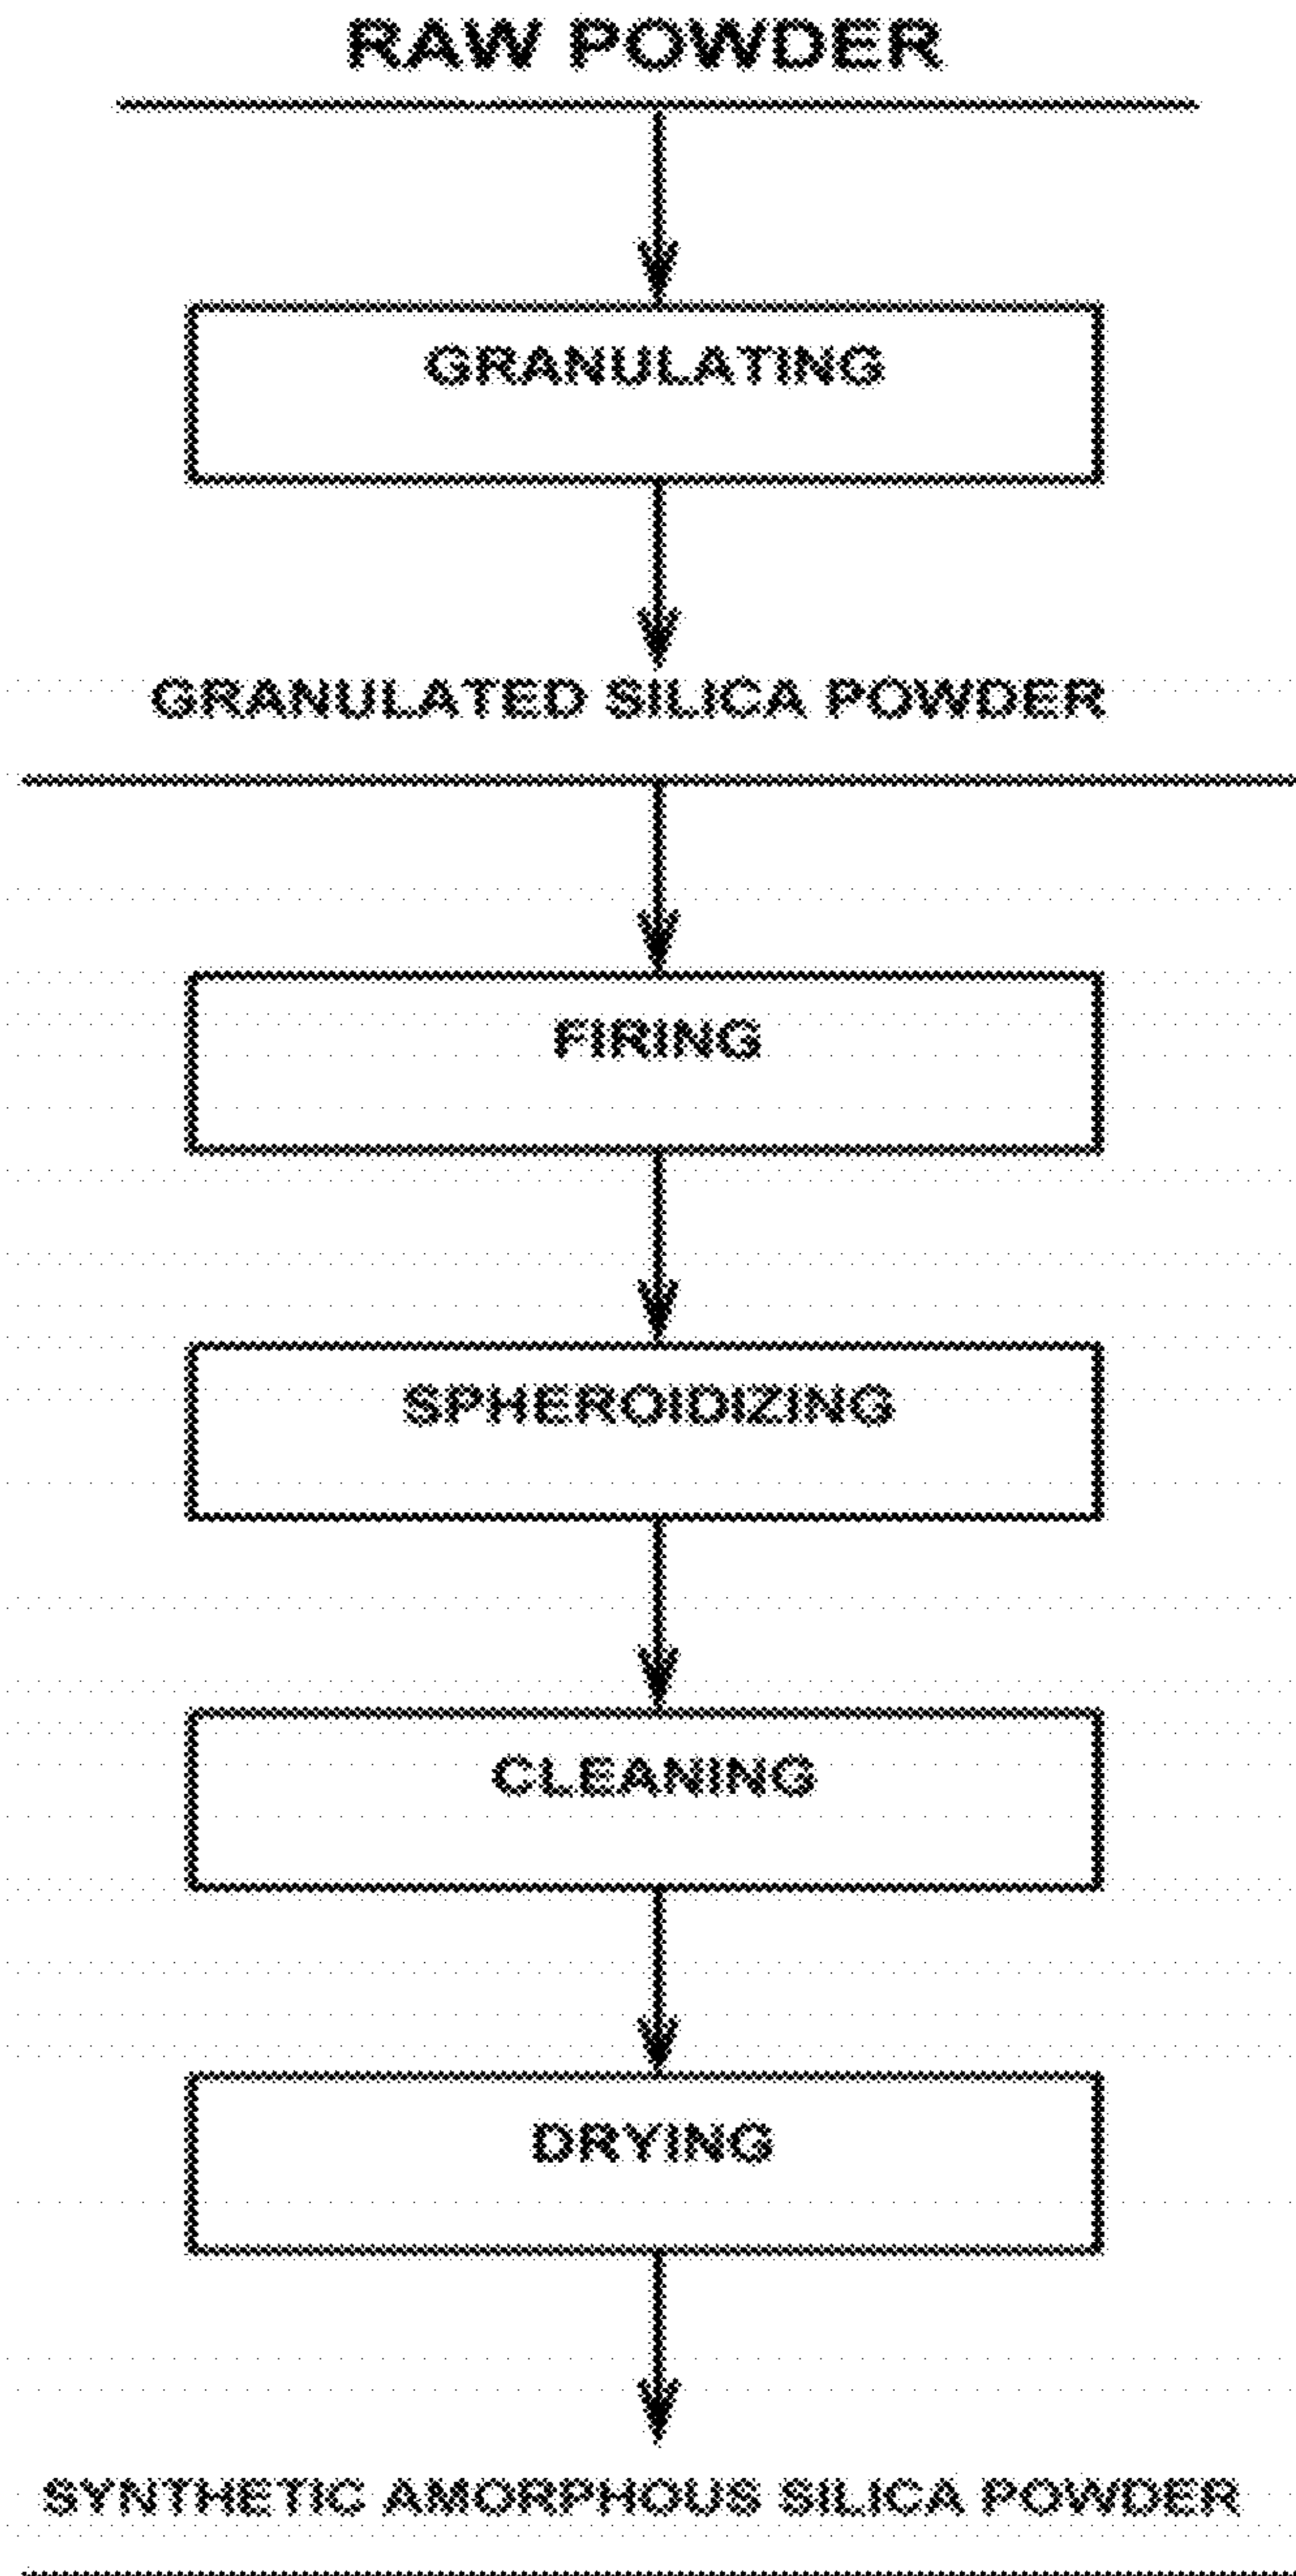 RAW POWDER
GRANULATING
GRANULATED SILICA POWDER
FIRING
SPHEROIDIZING
CLEANING
DRYING
SYNTHETIC AMORPHOUS SILICA POWDER